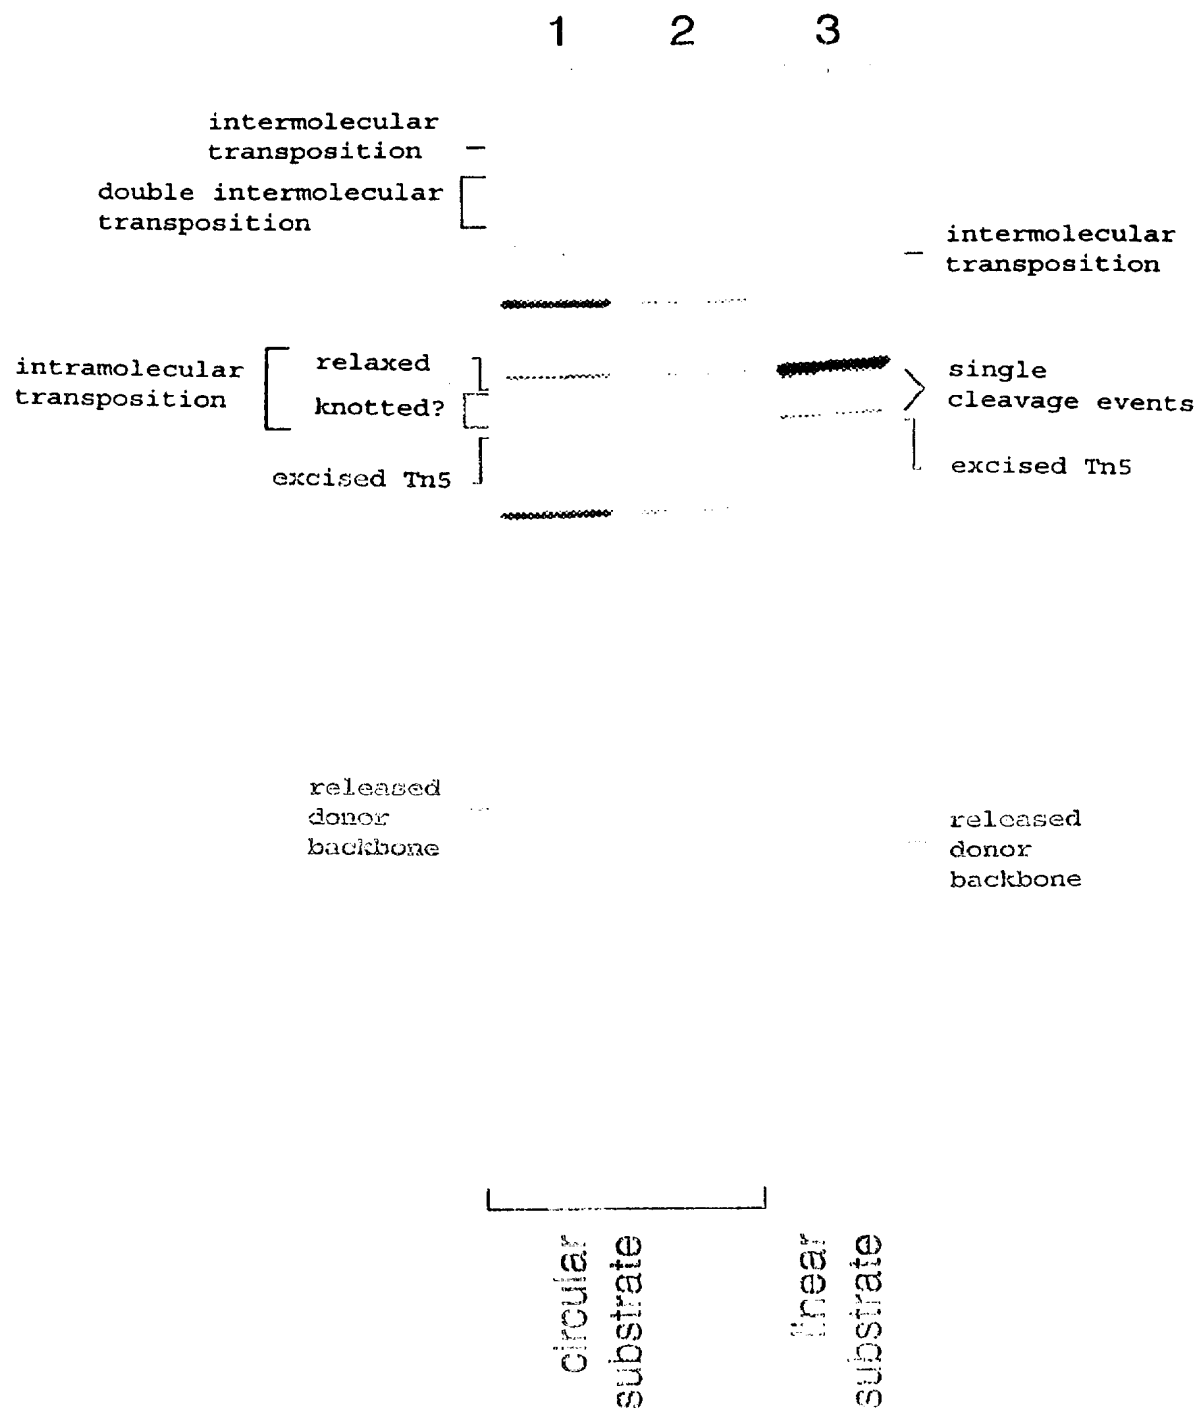 1 2 3
intermolecular
transposition
double intermolecular
transposition
intermolecular
transposition
intramolecular
transposition
relaxed
knotted?
excised Tn5
single
cleavage events
excised Tn5
released
donor
backbone
released
donor
backbone
circular
substrate
linear
substrate